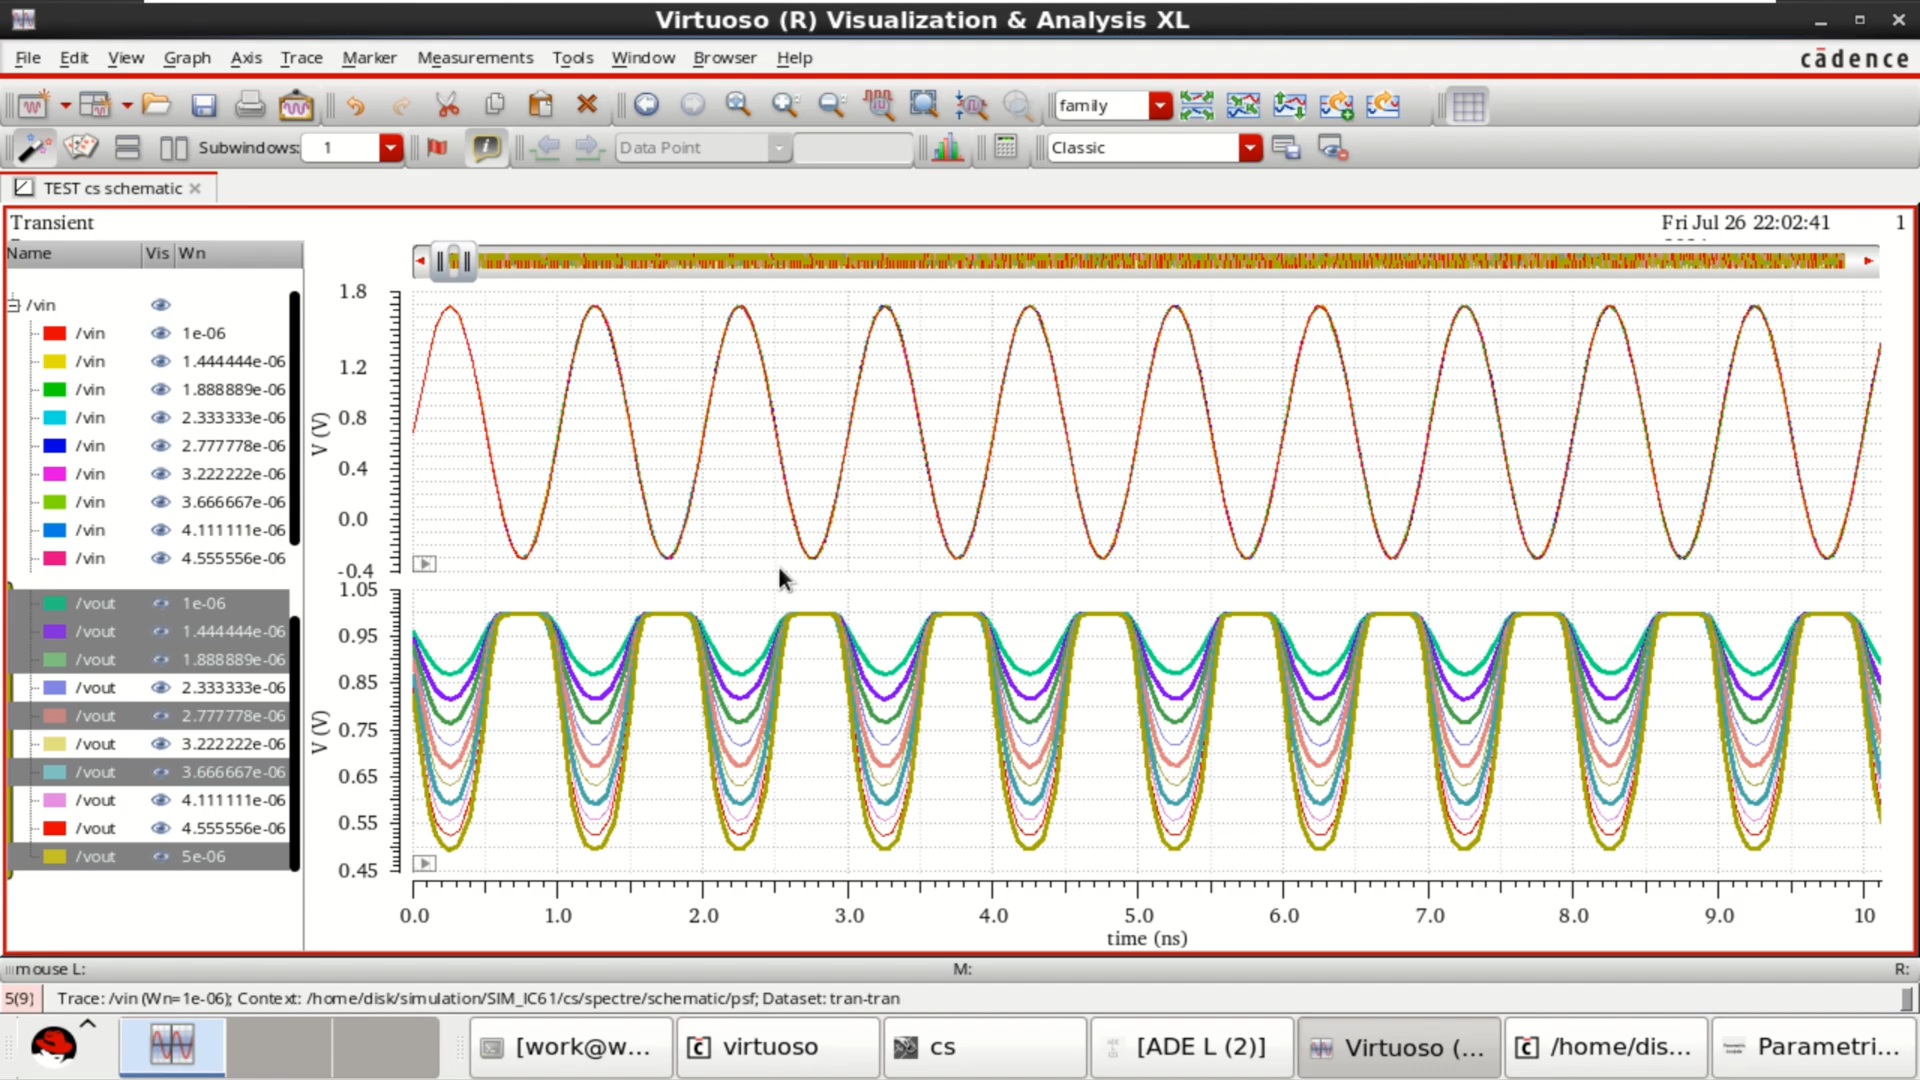 Virtuoso (R) Visualization & Analysis XL
File Edit View Graph Axis Trace Marker Measurements Tools Window Browser Help
cādence
family
Subwindows: 1
Data Point
Classic
TEST cs schematic
Transient
Fri Jul 26 22:02:41
1
Name Vis Wn
/vin
/vin 1e-06
/vin 1.444444e-06
/vin 1.888889e-06
/vin 2.333333e-06
/vin 2.777778e-06
/vin 3.222222e-06
/vin 3.666667e-06
/vin 4.111111e-06
/vin 4.555556e-06
/vout 1e-06
/vout 1.444444e-06
/vout 1.888889e-06
/vout 2.333333e-06
/vout 2.777778e-06
/vout 3.222222e-06
/vout 3.666667e-06
/vout 4.111111e-06
/vout 4.555556e-06
/vout 5e-06
1.8
1.2
0.8
0.4
0.0
-0.4
V (V)
1.05
0.95
0.85
0.75
0.65
0.55
0.45
V (V)
0.0 1.0 2.0 3.0 4.0 5.0 6.0 7.0 8.0 9.0 10
time (ns)
mouse L: M: R:
5(9) Trace: /vin (Wn=1e-06); Context: /home/disk/simulation/SIM_IC61/cs/spectre/schematic/psf; Dataset: tran-tran
[work@w... virtuoso cs [ADE L (2)] Virtuoso (... /home/dis... Parametri...